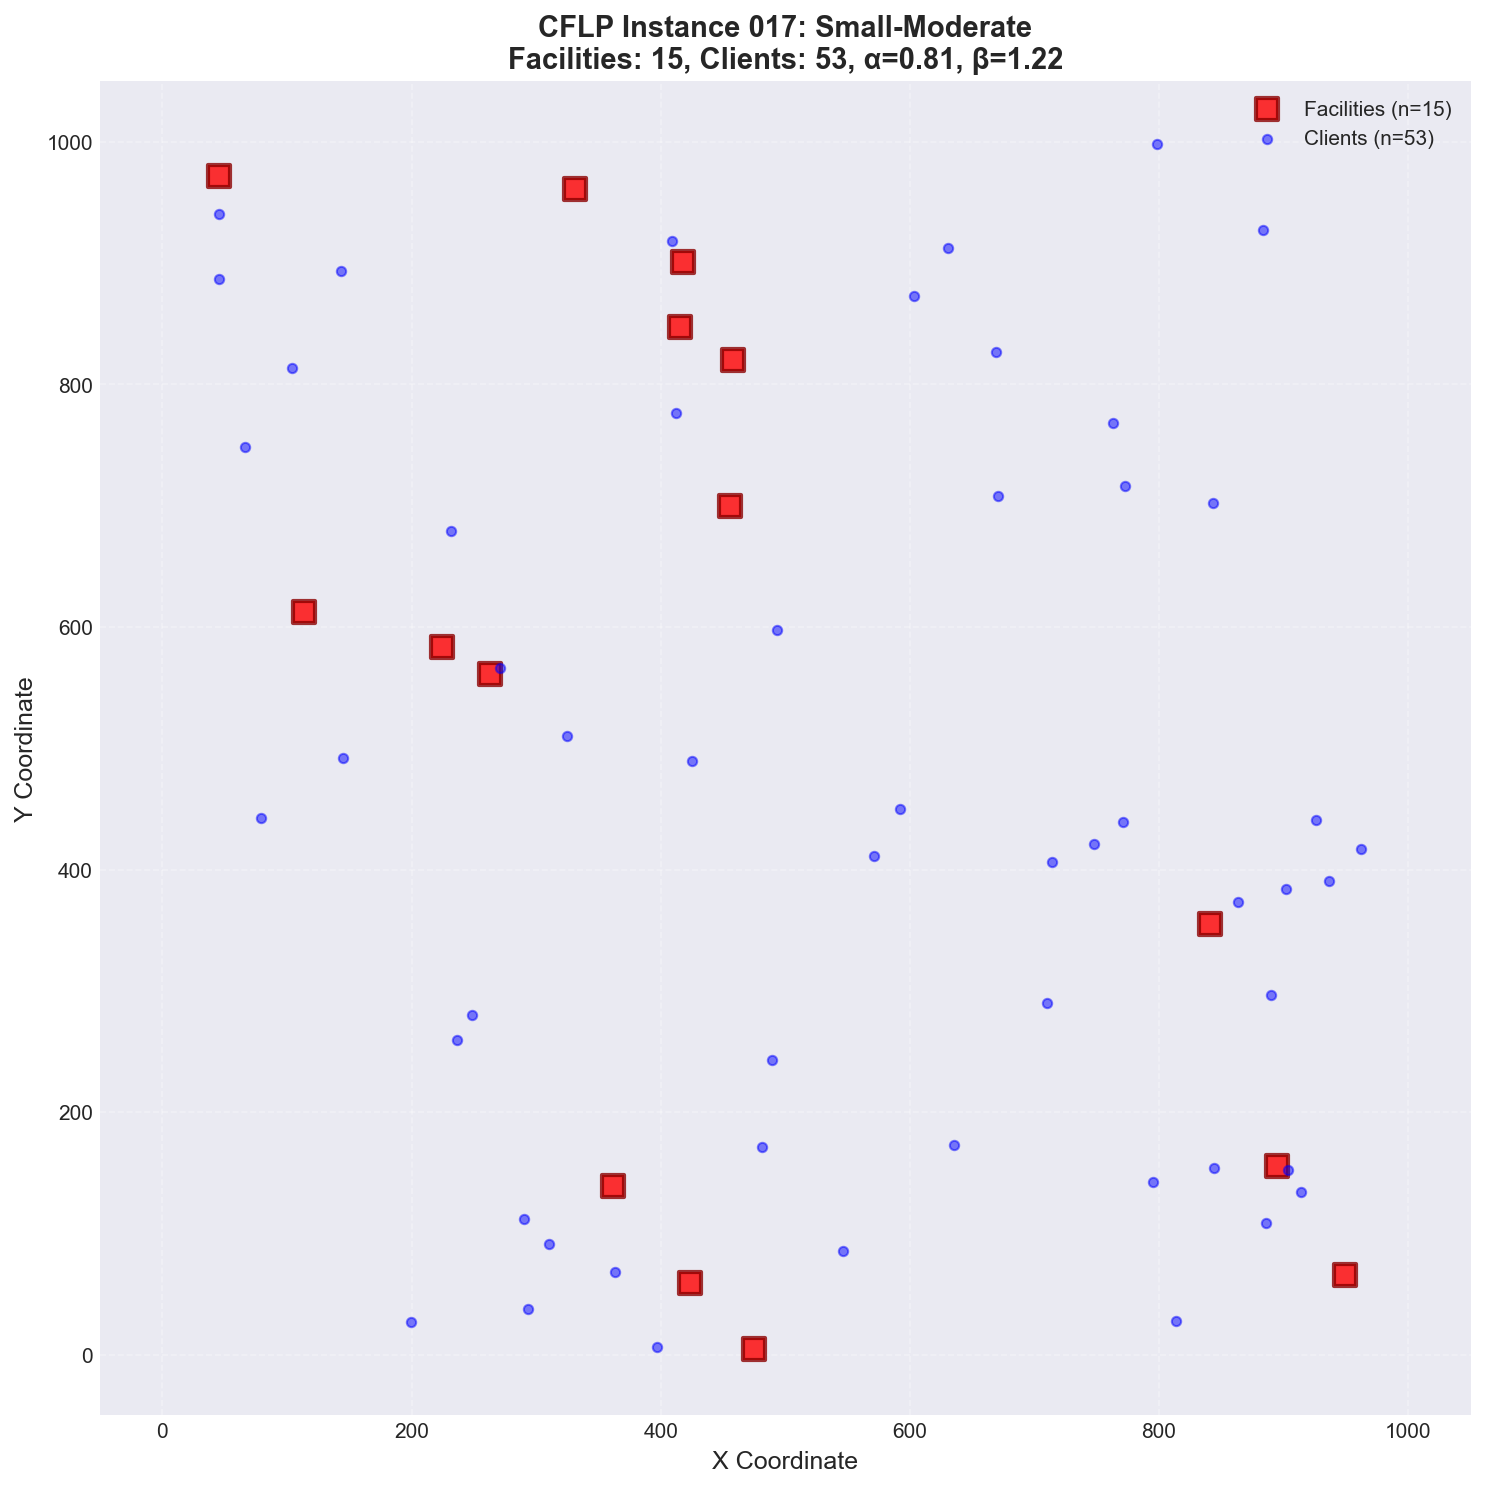 CFLP Instance 017: Small-Moderate
Facilities: 15, Clients: 53, α=0.81, β=1.22
Facilities (n=15)
Clients (n=53)
1000
800
600
400
200
0
Y Coordinate
0
200
400
600
800
1000
X Coordinate